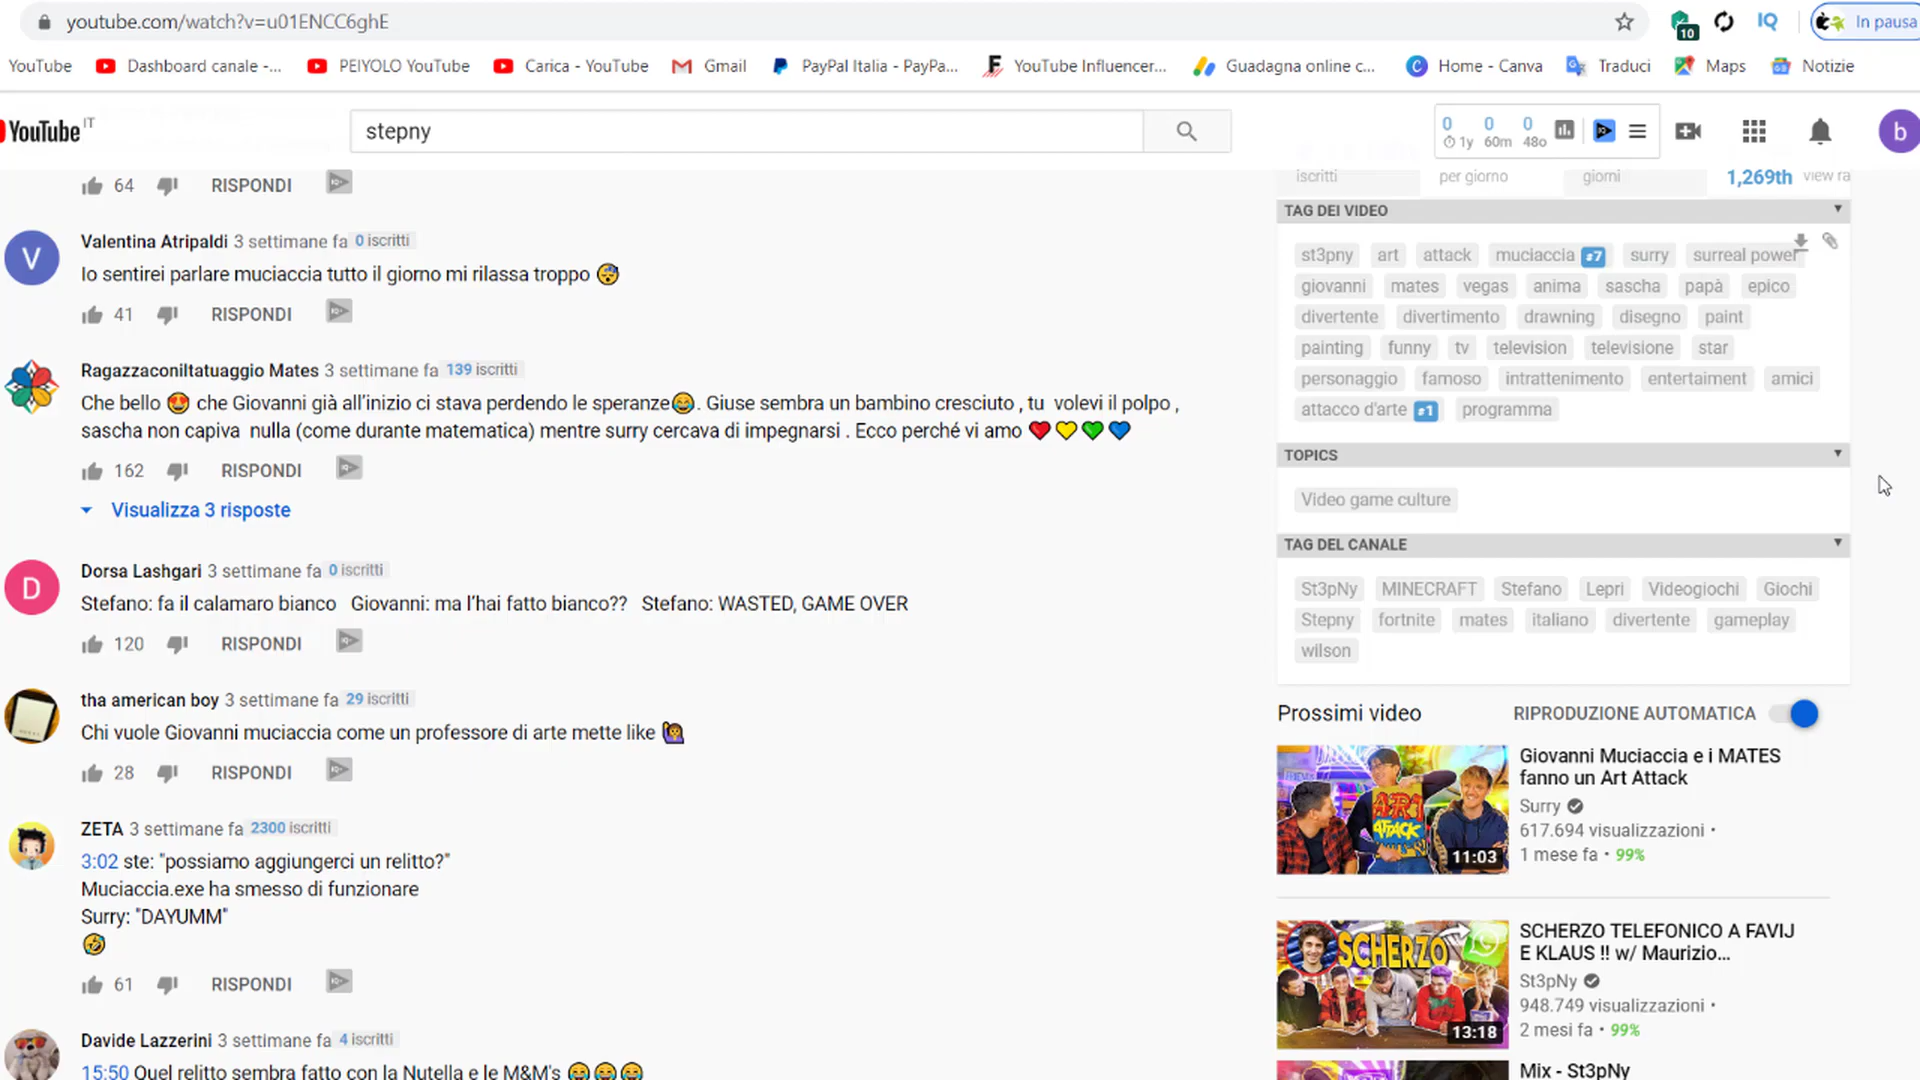 youtube.com/watch?v=u01ENCC6ghE
10
IQ
In pausa
YouTube
Dashboard canale -...
PEIYOLO YouTube
Carica - YouTube
Gmail
PayPal Italia - PayPa...
YouTube Influencer...
Guadagna online c...
Home - Canva
Traduci
Maps
Notizie
YouTube IT
stepny
0 0 0
1y 60m 48o
b
64 RISPONDI
Valentina Atripaldi 3 settimane fa 0 iscritti
Io sentirei parlare muciaccia tutto il giorno mi rilassa troppo 😴
41 RISPONDI
Ragazzaconiltatuaggio Mates 3 settimane fa 139 iscritti
Che bello 😍 che Giovanni già all'inizio ci stava perdendo le speranze😂. Giuse sembra un bambino cresciuto , tu volevi il polpo ,
sascha non capiva nulla (come durante matematica) mentre surry cercava di impegnarsi . Ecco perché vi amo ❤️💛💚💙
162 RISPONDI
Visualizza 3 risposte
Dorsa Lashgari 3 settimane fa 0 iscritti
Stefano: fa il calamaro bianco Giovanni: ma l'hai fatto bianco?? Stefano: WASTED, GAME OVER
120 RISPONDI
tha american boy 3 settimane fa 29 iscritti
Chi vuole Giovanni muciaccia come un professore di arte mette like 🙋
28 RISPONDI
ZETA 3 settimane fa 2300 iscritti
3:02 ste: "possiamo aggiungerci un relitto?"
Muciaccia.exe ha smesso di funzionare
Surry: "DAYUMM"
🤣
61 RISPONDI
Davide Lazzerini 3 settimane fa 4 iscritti
15:50 Quel relitto sembra fatto con la Nutella e le M&M's 😂😂😂
V
D
iscritti per giorno giorni 1,269th view ra
TAG DEI VIDEO
st3pny art attack muciaccia #7 surry surreal power
giovanni mates vegas anima sascha papà epico
divertente divertimento drawning disegno paint
painting funny tv television televisione star
personaggio famoso intrattenimento entertaiment amici
attacco d'arte #1 programma
TOPICS
Video game culture
TAG DEL CANALE
St3pNy MINECRAFT Stefano Lepri Videogiochi Giochi
Stepny fortnite mates italiano divertente gameplay
wilson
Prossimi video RIPRODUZIONE AUTOMATICA
ART
ATTACK
11:03
Giovanni Muciaccia e i MATES
fanno un Art Attack
Surry
617.694 visualizzazioni •
1 mese fa • 99%
SCHERZO
13:18
SCHERZO TELEFONICO A FAVIJ
E KLAUS !! w/ Maurizio...
St3pNy
948.749 visualizzazioni •
2 mesi fa • 99%
Mix - St3pNy